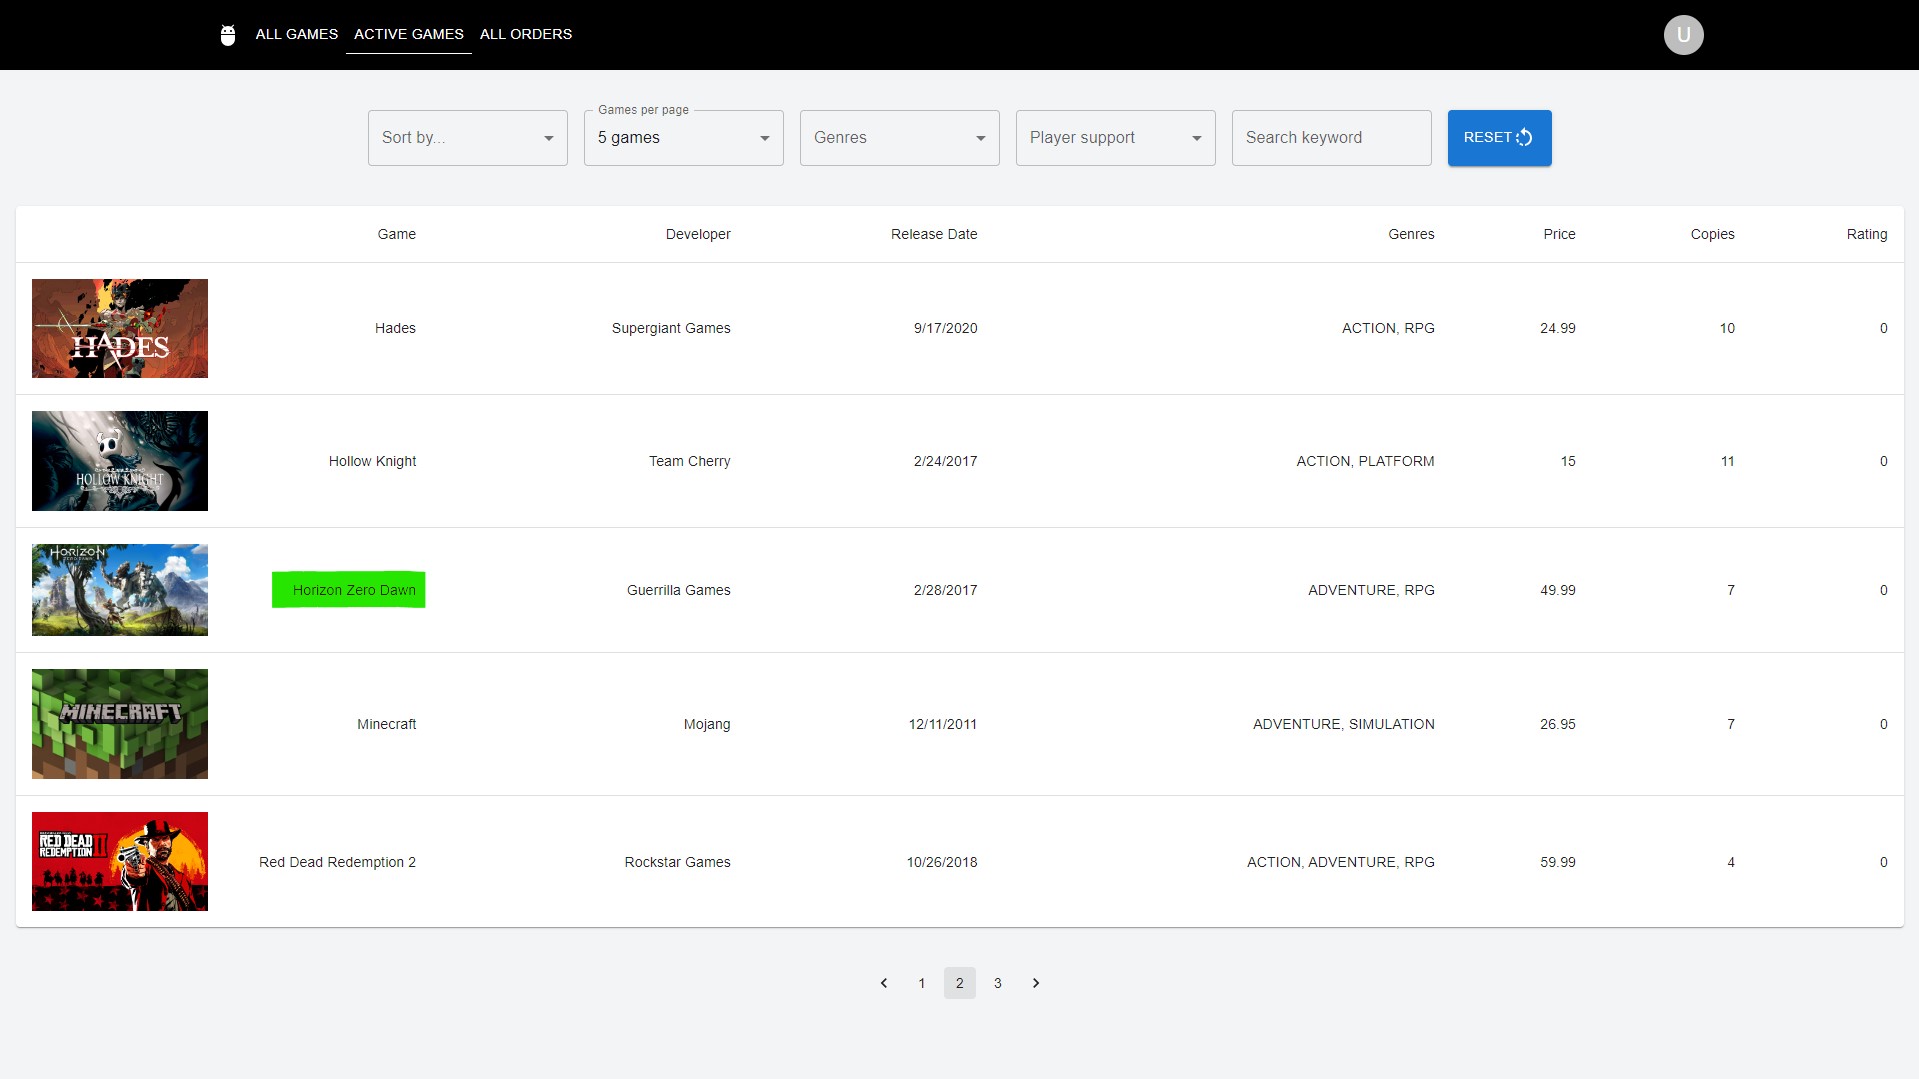 ALL GAMES ACTIVE GAMES ALL ORDERS U
Games per page
Sort by... 5 games Genres Player support Search keyword RESET
Game Developer Release Date Genres Price Copies Rating
HADES
Hades Supergiant Games 9/17/2020 ACTION, RPG 24.99 10 0
HOLLOW KNIGHT
Hollow Knight Team Cherry 2/24/2017 ACTION, PLATFORM 15 11 0
HORIZON
ZERO DAWN
Horizon Zero Dawn Guerrilla Games 2/28/2017 ADVENTURE, RPG 49.99 7 0
MINECRAFT
Minecraft Mojang 12/11/2011 ADVENTURE, SIMULATION 26.95 7 0
RED DEAD
REDEMPTION II
Red Dead Redemption 2 Rockstar Games 10/26/2018 ACTION, ADVENTURE, RPG 59.99 4 0
1 2 3